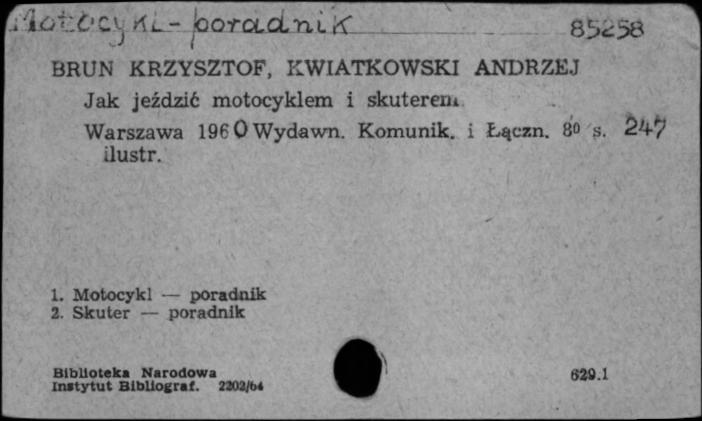 Motocykl - poradnik 85258
BRUN KRZYSZTOF, KWIATKOWSKI ANDRZEJ
Jak jeździć motocyklem i skuterem.
Warszawa 1960 Wydawn. Komunik. i Łączn. 8⁰ s. 247
ilustr.
1. Motocykl — poradnik
2. Skuter — poradnik
Biblioteka Narodowa
Instytut Bibliograf. 2202/64
629.1